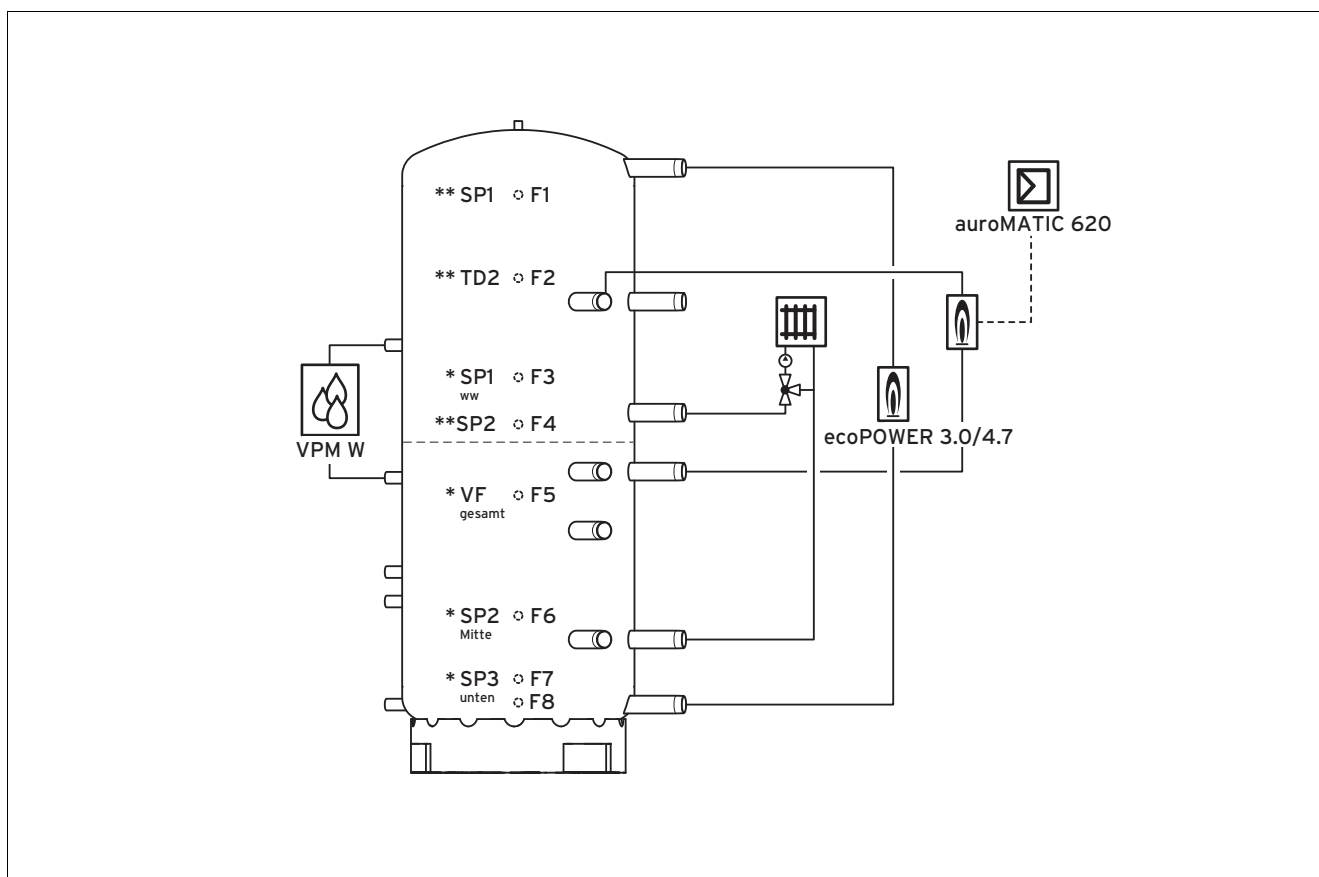 ** SP1 F1
auroMATIC 620
** TD2 F2
* SP1 F3
ww
**SP2 F4
ecoPOWER 3.0/4.7
VPM W
* VF F5
gesamt
* SP2 F6
Mitte
* SP3 F7
unten F8